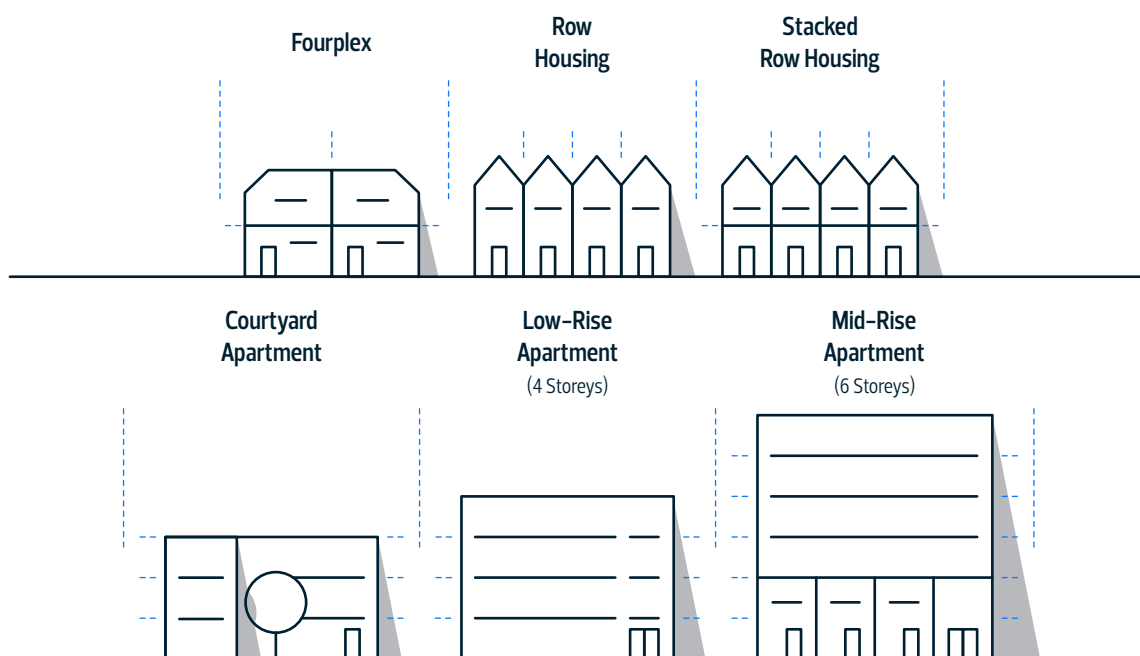 Fourplex
Row
Housing
Stacked
Row Housing
Courtyard
Apartment
Low-Rise
Apartment
(4 Storeys)
Mid-Rise
Apartment
(6 Storeys)